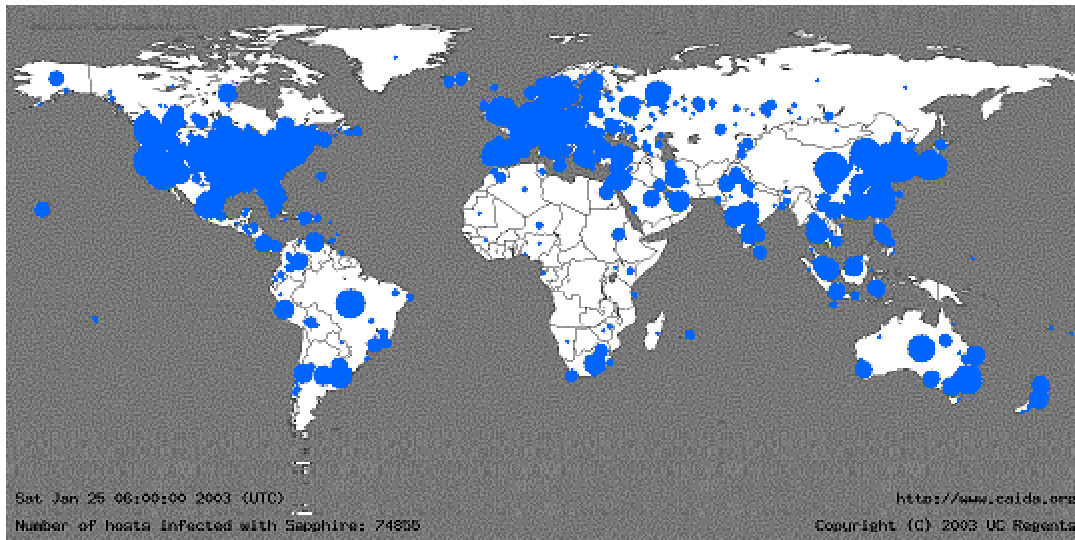 Sat Jan 25 06:00:00 2003 (UTC)
http://www.caida.org
Number of hosts infected with Sapphire: 74855
Copyright (C) 2003 UC Regents